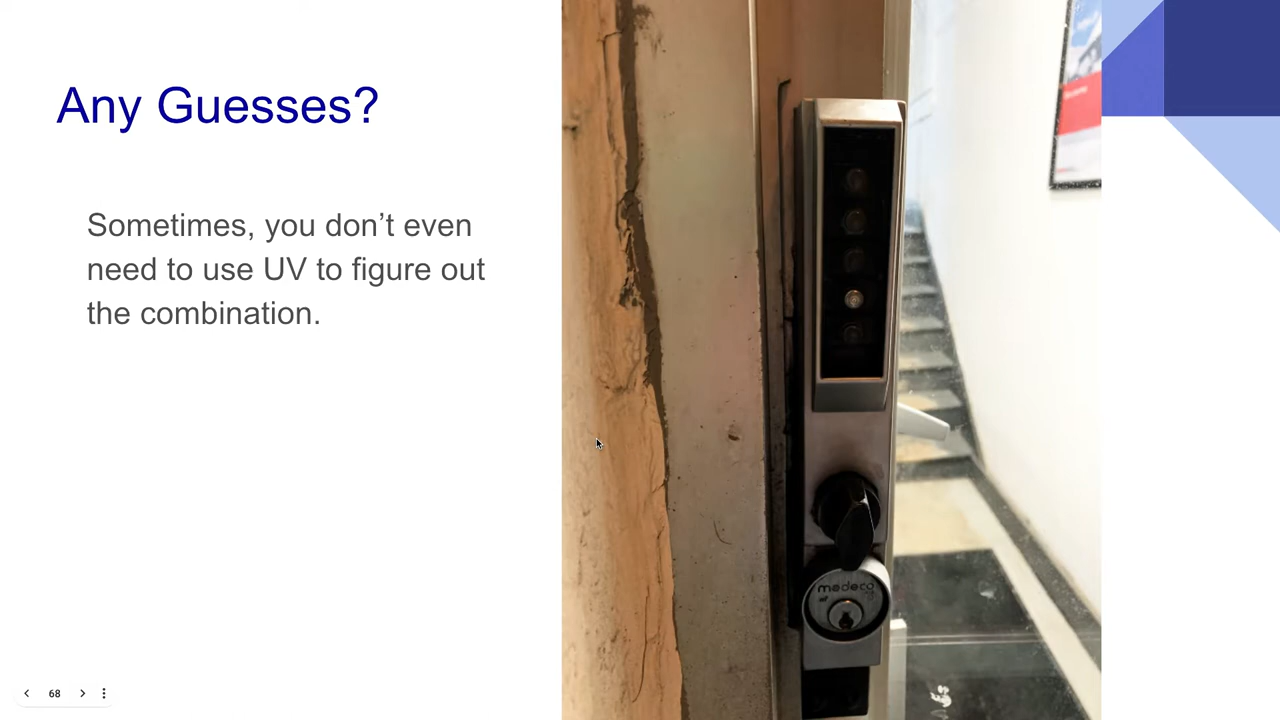 Any Guesses?
Sometimes, you don’t even
need to use UV to figure out
the combination.
medeco
68